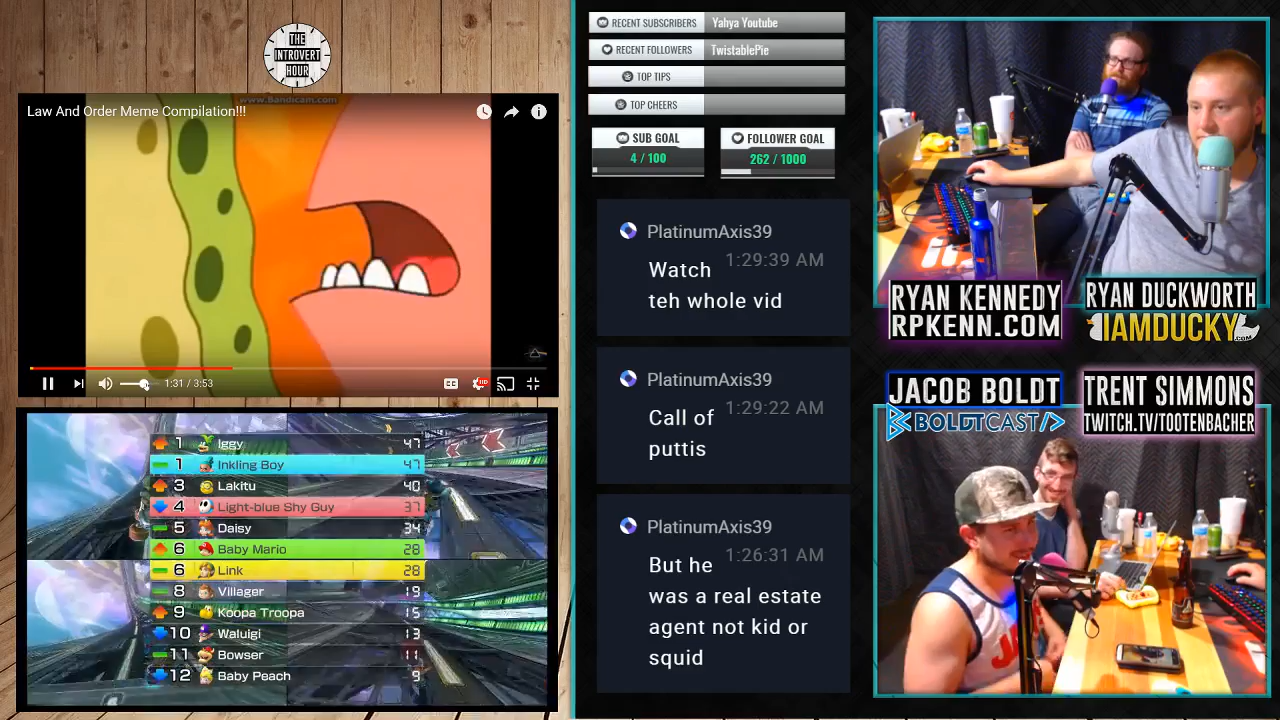 THE
INTROVERT
HOUR
www.Bandicam.com
Law And Order Meme Compilation!!!
1:31 / 3:53
CC
HD
1 Iggy 47
1 Inkling Boy 47
3 Lakitu 40
4 Light-blue Shy Guy 37
5 Daisy 34
6 Baby Mario 28
6 Link 28
8 Villager 19
9 Koopa Troopa 15
10 Waluigi 13
11 Bowser 11
12 Baby Peach 9
RECENT SUBSCRIBERS Yahya Youtube
RECENT FOLLOWERS TwistablePie
TOP TIPS
TOP CHEERS
SUB GOAL
4 / 100
FOLLOWER GOAL
262 / 1000
PlatinumAxis39
1:29:39 AM
Watch
teh whole vid
PlatinumAxis39
1:29:22 AM
Call of
puttis
PlatinumAxis39
1:26:31 AM
But he
was a real estate
agent not kid or
squid
RYAN KENNEDY
RPKENN.COM
RYAN DUCKWORTH
IAMDUCKY.COM
JACOB BOLDT
BOLDTCAST/>
TRENT SIMMONS
TWITCH.TV/TOOTENBACHER